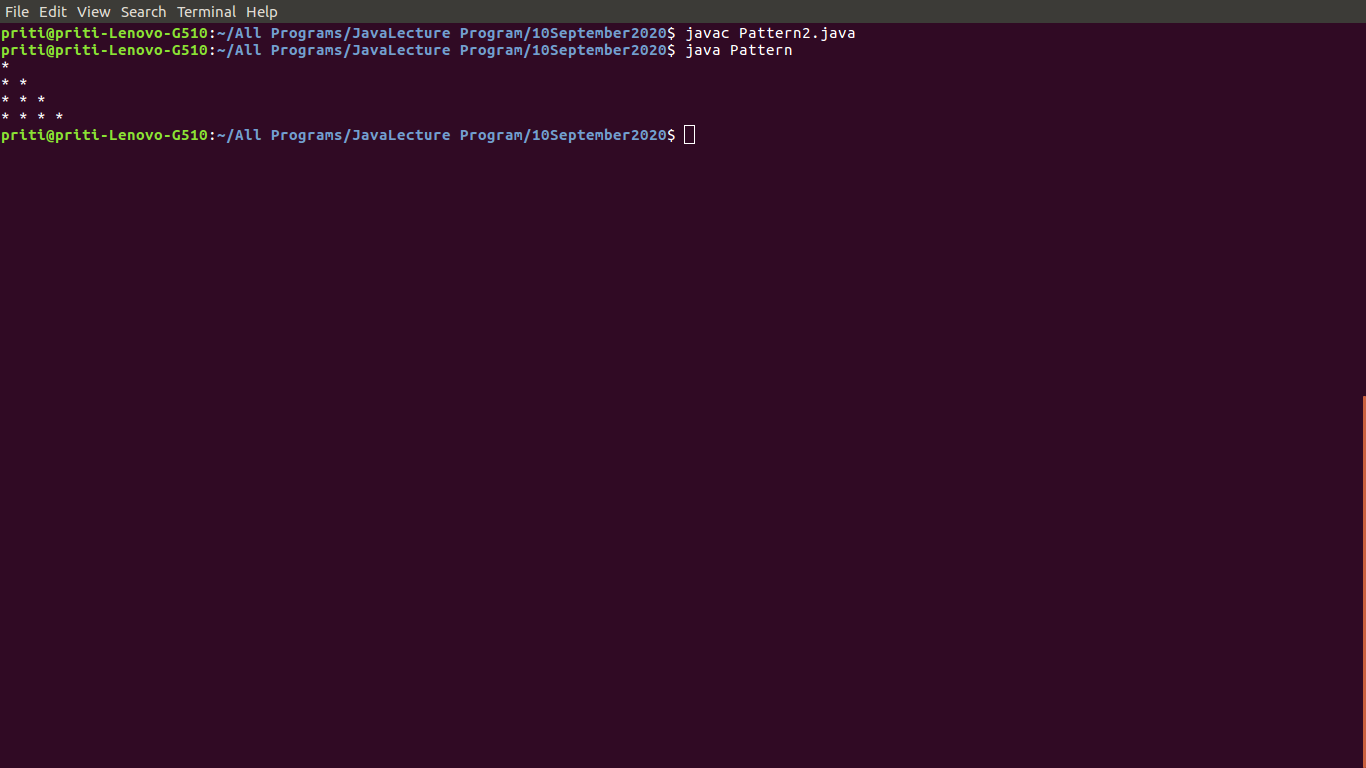 File Edit View Search Terminal Help
priti@priti-Lenovo-G510:~/All Programs/JavaLecture Program/10September2020$ javac Pattern2.java
priti@priti-Lenovo-G510:~/All Programs/JavaLecture Program/10September2020$ java Pattern
*
* *
* * *
* * * *
priti@priti-Lenovo-G510:~/All Programs/JavaLecture Program/10September2020$